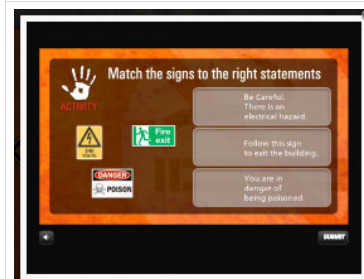 Match the signs to the right statements
ACTIVITY
Be Careful.
There is an
electrical hazard.
Fire
exit
Follow this sign
to exit the building.
DANGER
POISON
You are in
danger of
being poisoned.
SUBMIT